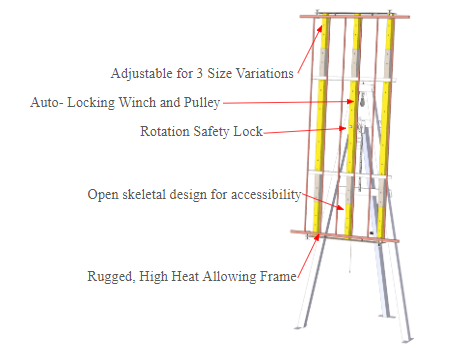 Adjustable for 3 Size Variations
Auto- Locking Winch and Pulley
Rotation Safety Lock
Open skeletal design for accessibility
Rugged, High Heat Allowing Frame